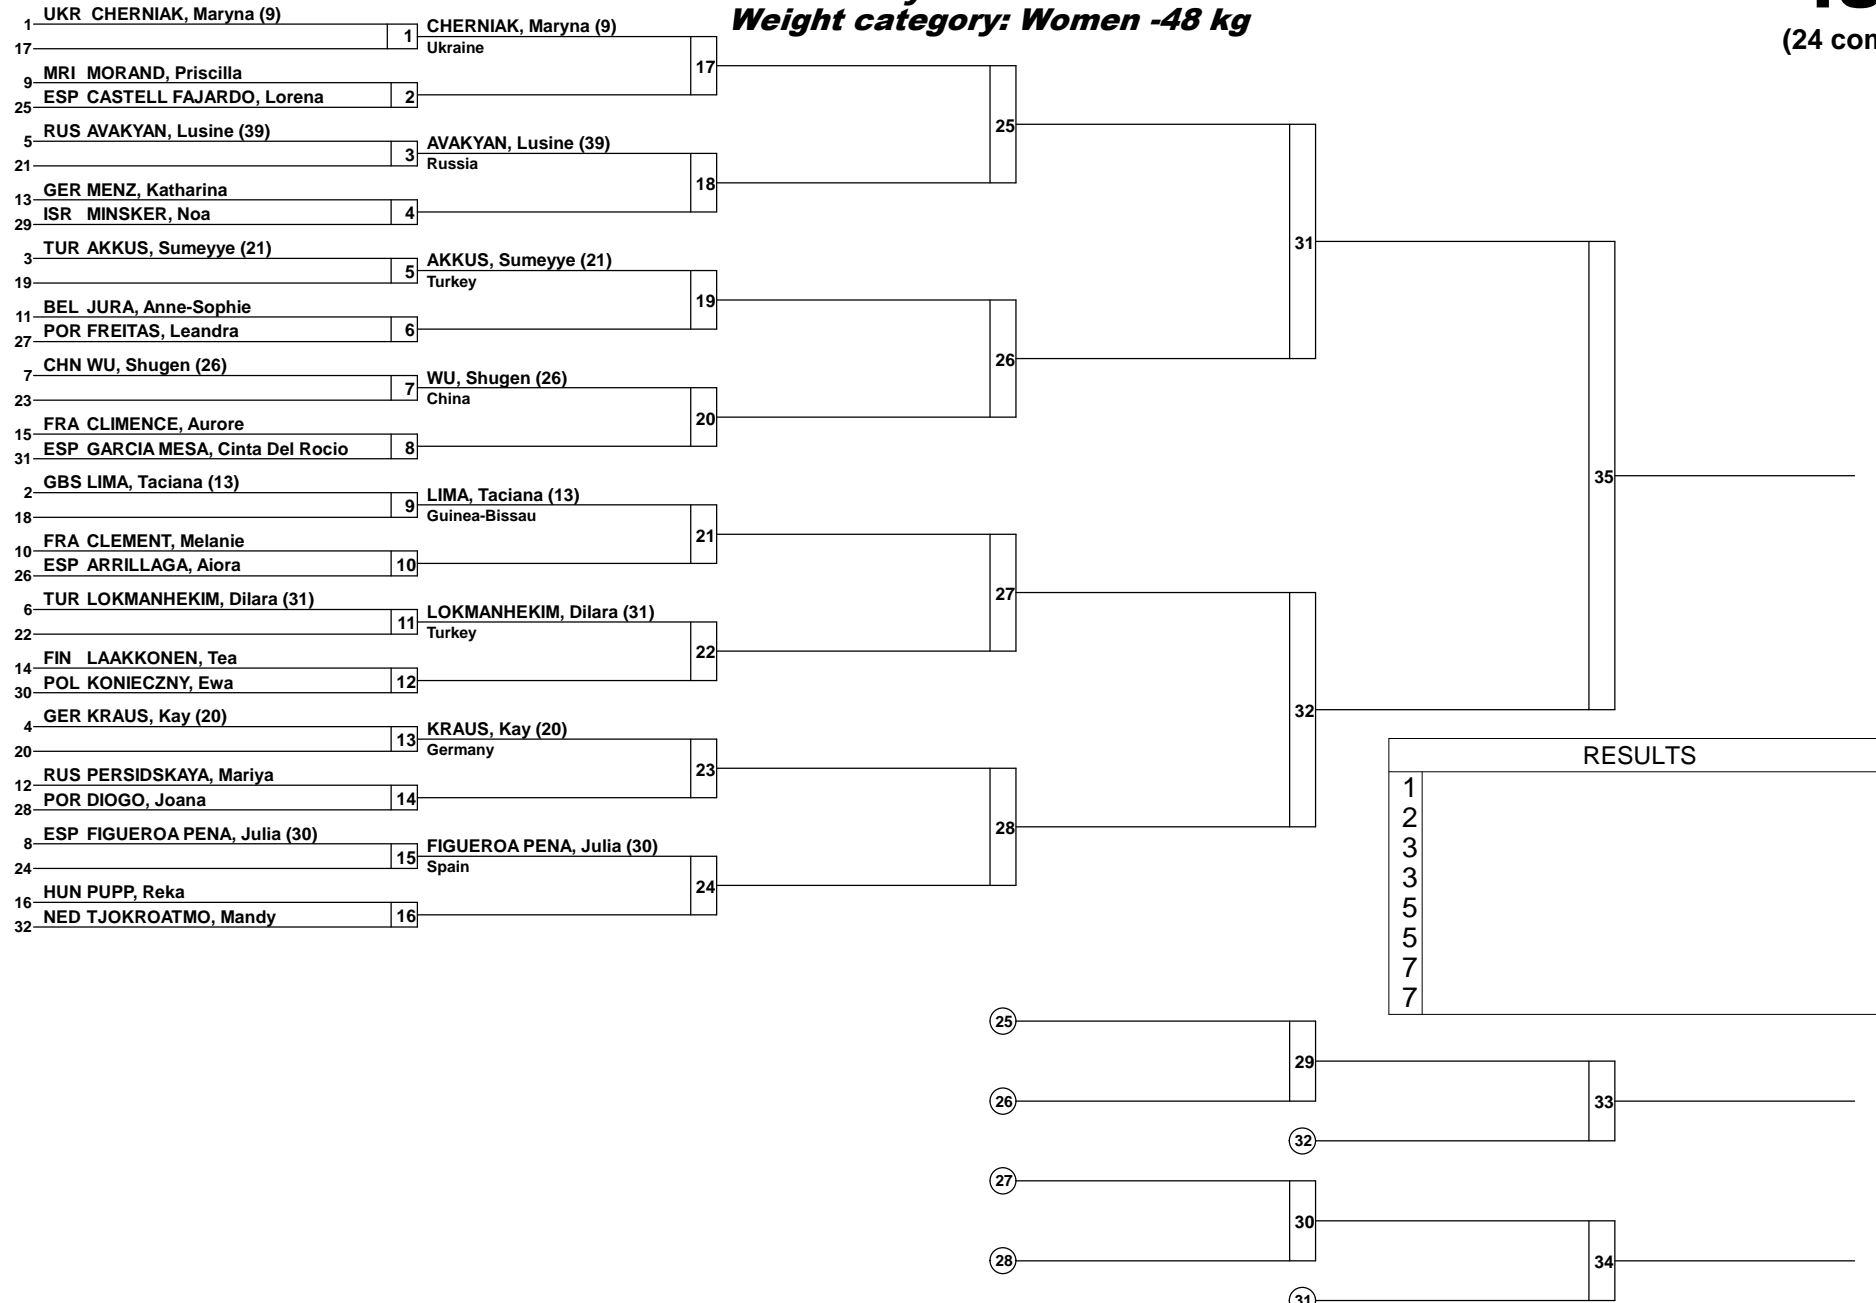 Weight category: Women -48 kg
(24 con
1 UKR CHERNIAK, Maryna (9)
17
1
CHERNIAK, Maryna (9)
Ukraine
9 MRI MORAND, Priscilla
25 ESP CASTELL FAJARDO, Lorena
2
17
5 RUS AVAKYAN, Lusine (39)
21
3
AVAKYAN, Lusine (39)
Russia
13 GER MENZ, Katharina
29 ISR MINSKER, Noa
4
18
25
3 TUR AKKUS, Sumeyye (21)
19
5
AKKUS, Sumeyye (21)
Turkey
11 BEL JURA, Anne-Sophie
27 POR FREITAS, Leandra
6
19
7 CHN WU, Shugen (26)
23
7
WU, Shugen (26)
China
15 FRA CLIMENCE, Aurore
31 ESP GARCIA MESA, Cinta Del Rocio
8
20
26
31
2 GBS LIMA, Taciana (13)
18
9
LIMA, Taciana (13)
Guinea-Bissau
10 FRA CLEMENT, Melanie
26 ESP ARRILLAGA, Aiora
10
21
6 TUR LOKMANHEKIM, Dilara (31)
22
11
LOKMANHEKIM, Dilara (31)
Turkey
14 FIN LAAKKONEN, Tea
30 POL KONIECZNY, Ewa
12
22
27
4 GER KRAUS, Kay (20)
20
13
KRAUS, Kay (20)
Germany
12 RUS PERSIDSKAYA, Mariya
28 POR DIOGO, Joana
14
23
8 ESP FIGUEROA PENA, Julia (30)
24
15
FIGUEROA PENA, Julia (30)
Spain
16 HUN PUPP, Reka
32 NED TJOKROATMO, Mandy
16
24
28
32
35
RESULTS
1
2
3
3
5
5
7
7
25
26
29
32
33
27
28
30
31
34